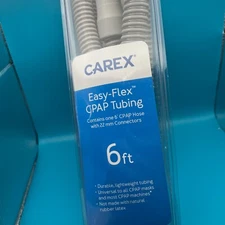 CAREX®
Easy-Flex™
CPAP Tubing
Contains one 6' CPAP Hose
with 22 mm Connectors
6ft
• Durable, lightweight tubing
• Universal to all CPAP masks
and most CPAP machines
• Not made with natural
rubber latex